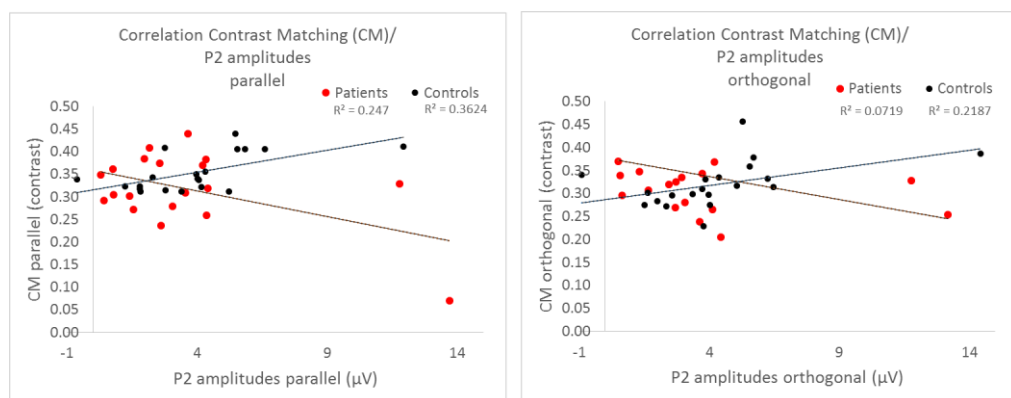 Correlation Contrast Matching (CM)/
P2 amplitudes
parallel
Patients Controls
R² = 0.247 R² = 0.3624
CM parallel (contrast)
0.50
0.45
0.40
0.35
0.30
0.25
0.20
0.15
0.10
0.05
0.00
-1 4 9 14
P2 amplitudes parallel (µV)
Correlation Contrast Matching (CM)/
P2 amplitudes
orthogonal
Patients Controls
R² = 0.0719 R² = 0.2187
CM orthogonal (contrast)
0.50
0.45
0.40
0.35
0.30
0.25
0.20
0.15
0.10
0.05
0.00
-1 4 9 14
P2 amplitudes orthogonal (µV)